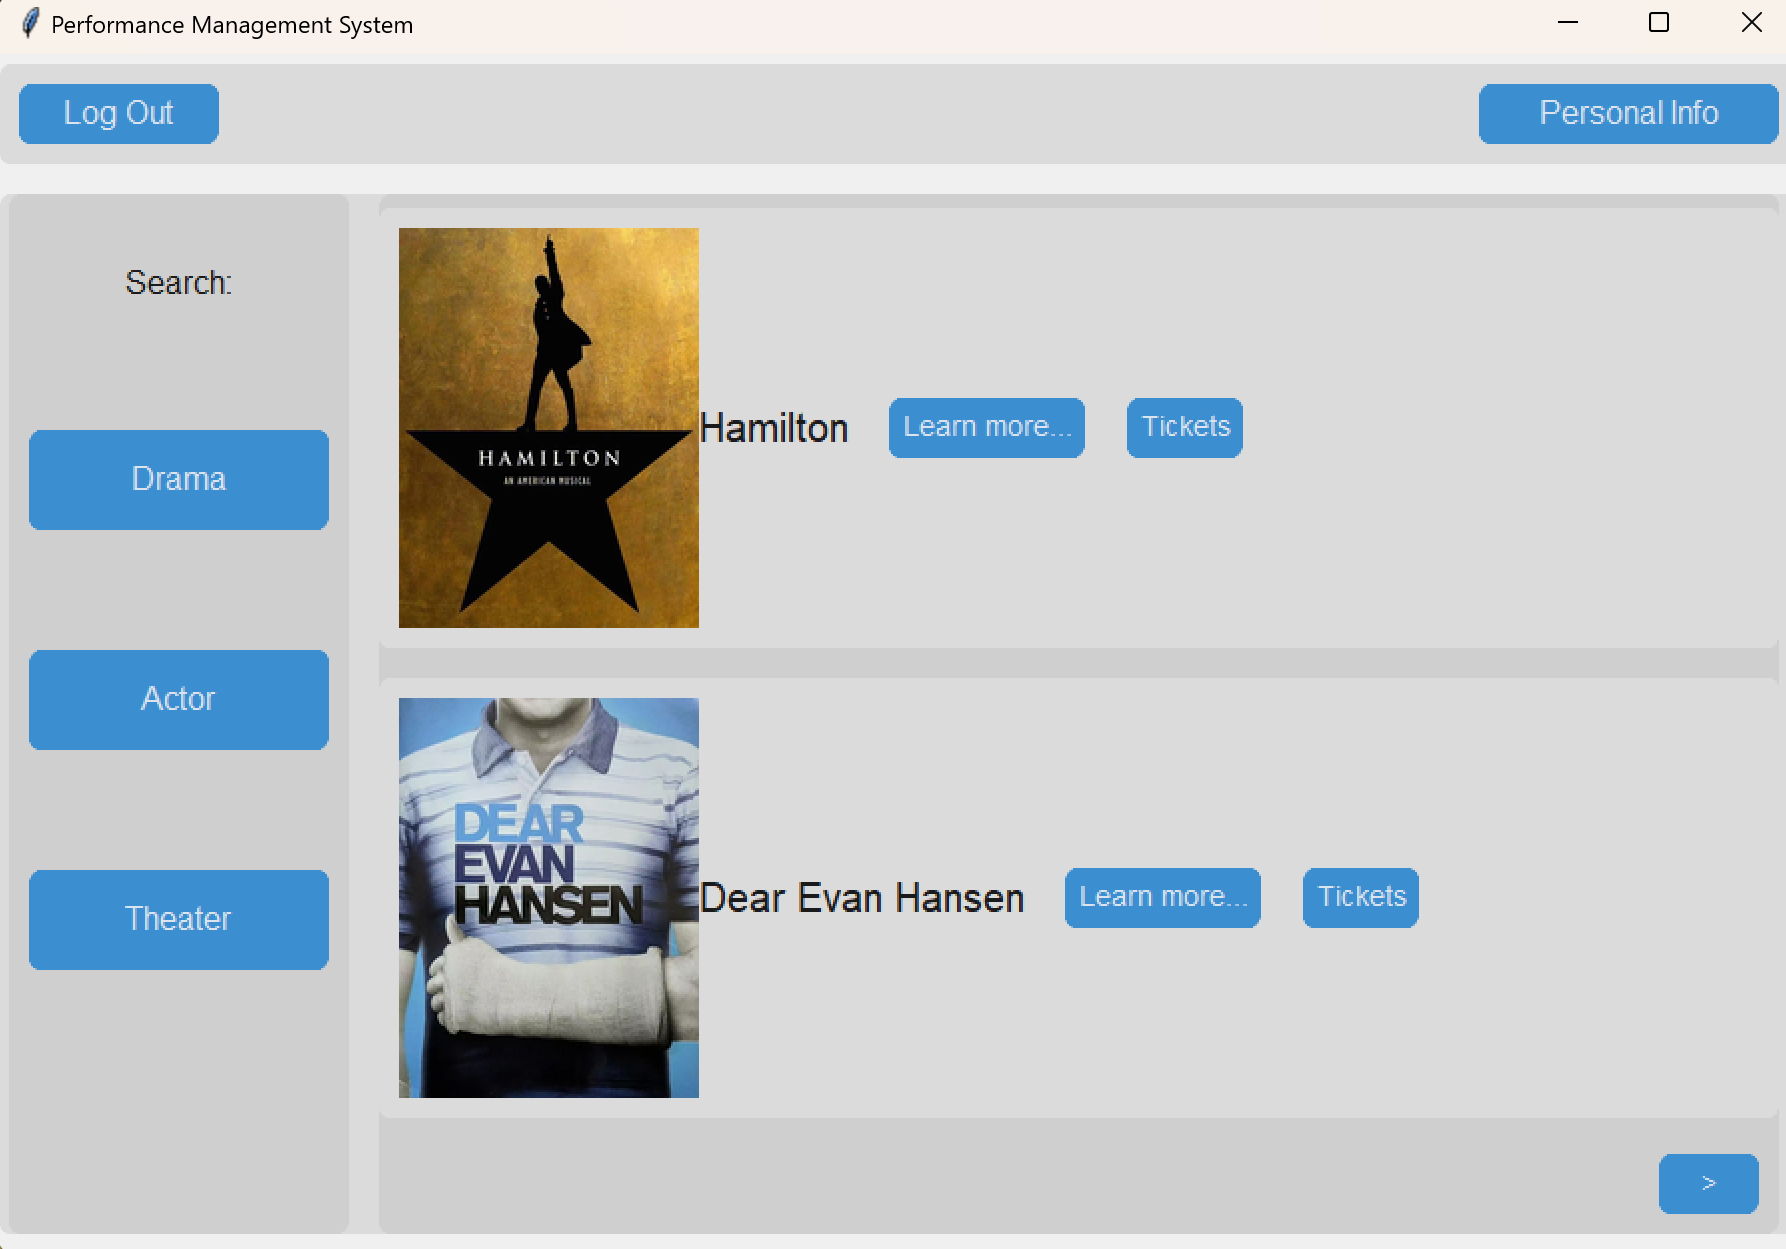 Performance Management System
Log Out
Personal Info
Search:
Drama
Actor
Theater
HAMILTON
AN AMERICAN MUSICAL
Hamilton
Learn more...
Tickets
DEAR
EVAN
HANSEN
Dear Evan Hansen
Learn more...
Tickets
>